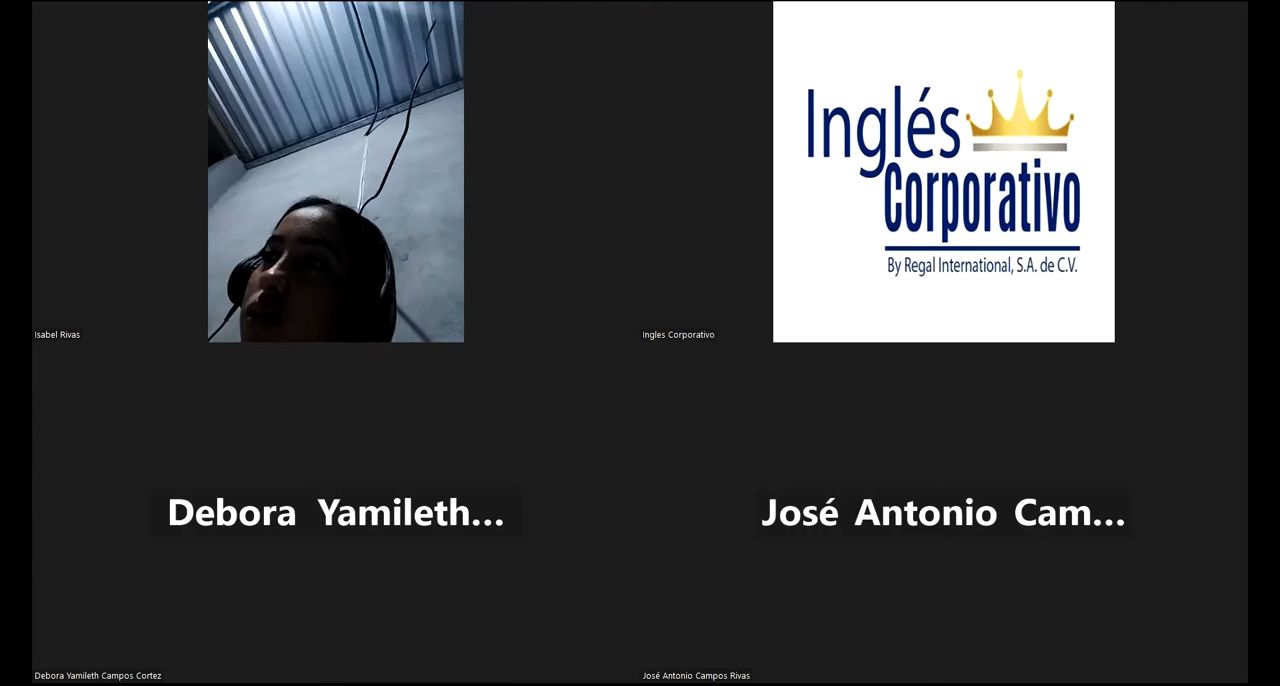 Inglés
Corporativo
By Regal International, S.A. de C.V.
Isabel Rivas
Ingles Corporativo
Debora Yamileth...
José Antonio Cam...
Debora Yamileth Campos Cortez
José Antonio Campos Rivas